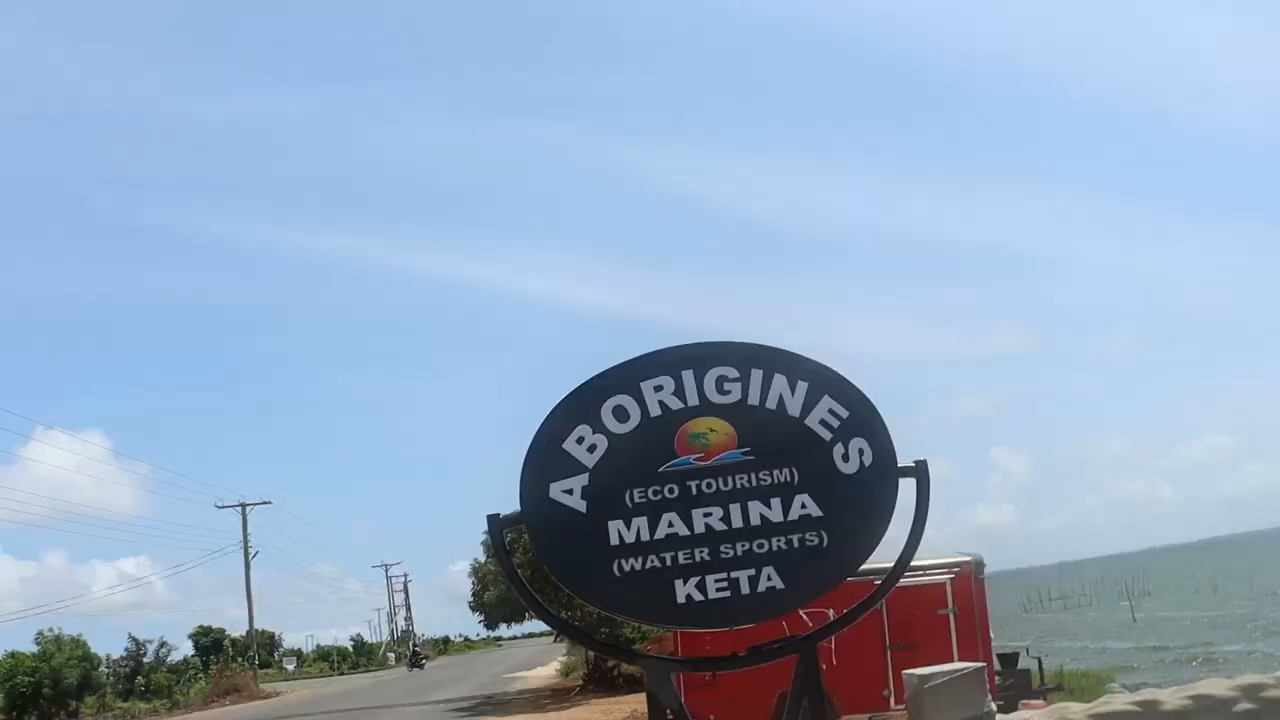 ABORIGINES
(ECO TOURISM)
MARINA
(WATER SPORTS)
KETA